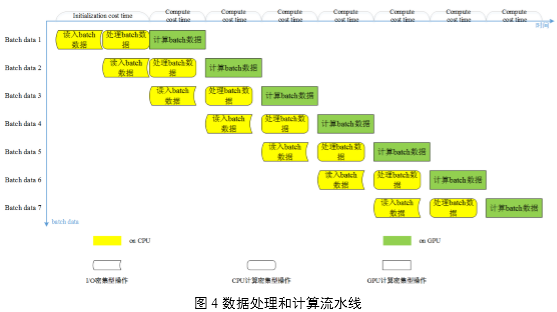 Initialization cost time
Compute cost time
Compute cost time
Compute cost time
Compute cost time
Compute cost time
Compute cost time
Compute cost time
时间
Batch data 1
读入batch数据
处理batch数据
计算batch数据
Batch data 2
读入batch数据
处理batch数据
计算batch数据
Batch data 3
读入batch数据
处理batch数据
计算batch数据
Batch data 4
读入batch数据
处理batch数据
计算batch数据
Batch data 5
读入batch数据
处理batch数据
计算batch数据
Batch data 6
读入batch数据
处理batch数据
计算batch数据
Batch data 7
读入batch数据
处理batch数据
计算batch数据
batch data
on CPU
on GPU
I/O密集型操作
CPU计算密集型操作
GPU计算密集型操作
图 4 数据处理和计算流水线